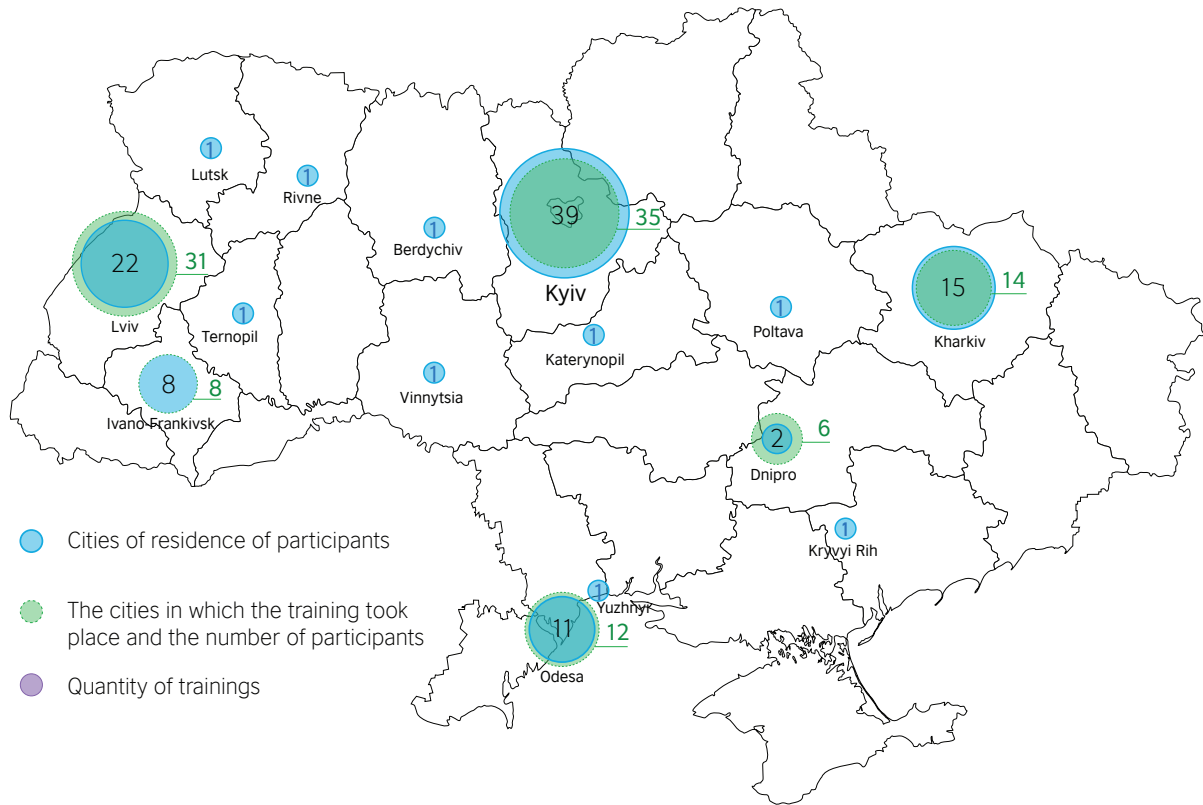 1
Lutsk
1
Rivne
1
Berdychiv
39
35
Kyiv
22
31
Lviv
1
Ternopil
8
8
Ivano Frankivsk
1
Vinnytsia
1
Katerynopil
1
Poltava
15
14
Kharkiv
2
6
Dnipro
1
Kryvyi Rih
1
Yuzhnyr
11
12
Odesa
Cities of residence of participants
The cities in which the training took
place and the number of participants
Quantity of trainings